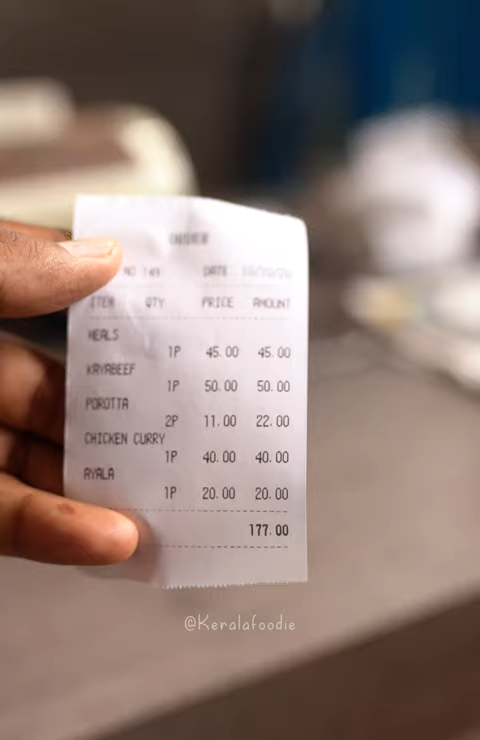 NO 149 DATE
ITEM QTY PRICE AMOUNT
MEALS
1P 45.00 45.00
KAYABEEF
1P 50.00 50.00
POROTTA
2P 11.00 22.00
CHICKEN CURRY
1P 40.00 40.00
AYALA
1P 20.00 20.00
177.00
@Keralafoodie